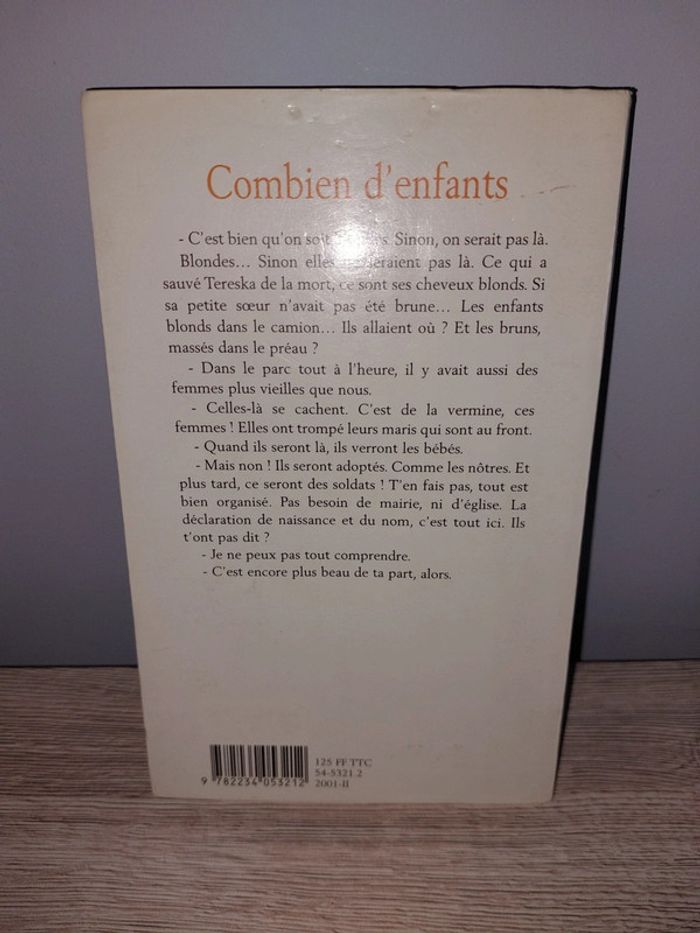 Combien d'enfants
- C'est bien qu'on soit Sinon, on serait pas là.
Blondes... Sinon elles seraient pas là. Ce qui a
sauvé Tereska de la mort, ce sont ses cheveux blonds. Si
sa petite sœur n'avait pas été brune... Les enfants
blonds dans le camion... Ils allaient où ? Et les bruns,
massés dans le préau ?
- Dans le parc tout à l'heure, il y avait aussi des
femmes plus vieilles que nous.
- Celles-là se cachent. C'est de la vermine, ces
femmes ! Elles ont trompé leurs maris qui sont au front.
- Quand ils seront là, ils verront les bébés.
- Mais non ! Ils seront adoptés. Comme les nôtres. Et
plus tard, ce seront des soldats ! T'en fais pas, tout est
bien organisé. Pas besoin de mairie, ni d'église. La
déclaration de naissance et du nom, c'est tout ici. Ils
t'ont pas dit ?
- Je ne peux pas tout comprendre.
- C'est encore plus beau de ta part, alors.
125 FF TTC
54-5321.2
2001-II
9 782234 053212